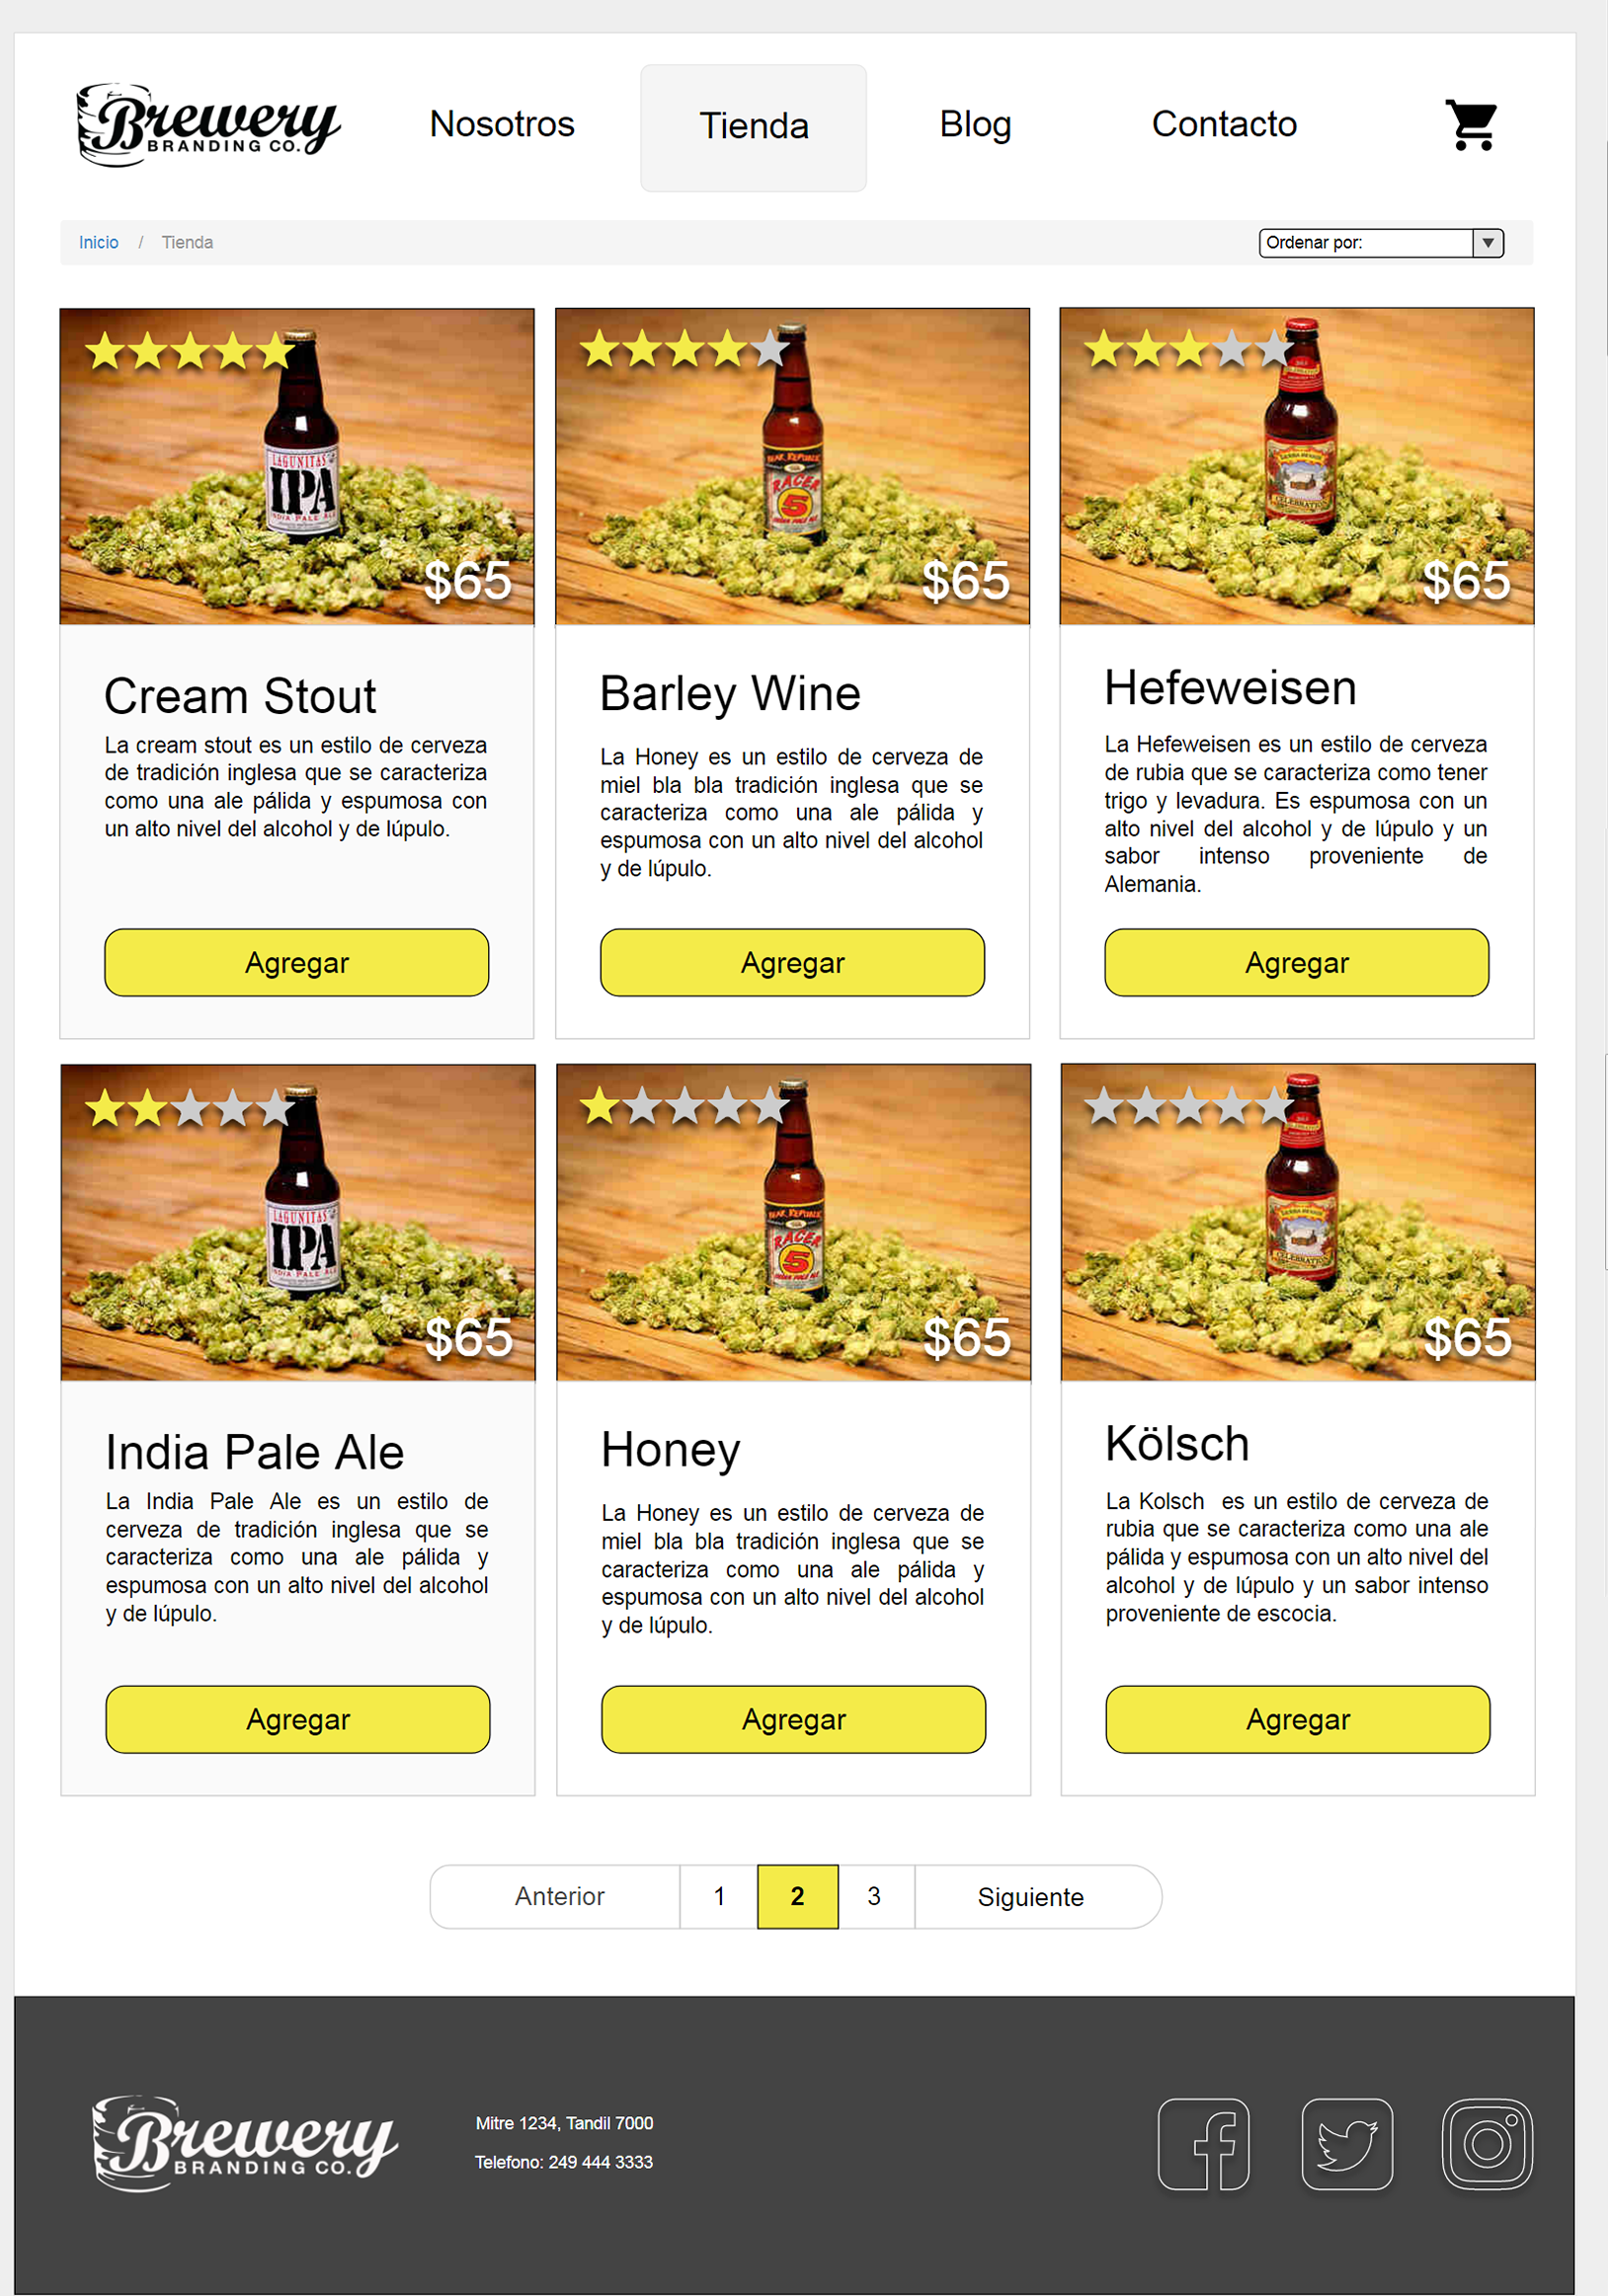 Brewery
BRANDING CO.
Nosotros
Tienda
Blog
Contacto
Inicio / Tienda
Ordenar por:
LAGUNITAS
IPA
INDIA PALE ALE
$65
BEAR REPUBLIC
RACER
5
INDIA PALE ALE
$65
SIERRA NEVADA
CELEBRATION
$65
Cream Stout
La cream stout es un estilo de cerveza
de tradición inglesa que se caracteriza
como una ale pálida y espumosa con
un alto nivel del alcohol y de lúpulo.
Agregar
Barley Wine
La Honey es un estilo de cerveza de
miel bla bla tradición inglesa que se
caracteriza como una ale pálida y
espumosa con un alto nivel del alcohol
y de lúpulo.
Agregar
Hefeweisen
La Hefeweisen es un estilo de cerveza
de rubia que se caracteriza como tener
trigo y levadura. Es espumosa con un
alto nivel del alcohol y de lúpulo y un
sabor intenso proveniente de
Alemania.
Agregar
LAGUNITAS
IPA
INDIA PALE ALE
$65
BEAR REPUBLIC
RACER
5
INDIA PALE ALE
$65
SIERRA NEVADA
CELEBRATION
$65
India Pale Ale
La India Pale Ale es un estilo de
cerveza de tradición inglesa que se
caracteriza como una ale pálida y
espumosa con un alto nivel del alcohol
y de lúpulo.
Agregar
Honey
La Honey es un estilo de cerveza de
miel bla bla tradición inglesa que se
caracteriza como una ale pálida y
espumosa con un alto nivel del alcohol
y de lúpulo.
Agregar
Kölsch
La Kolsch es un estilo de cerveza de
rubia que se caracteriza como una ale
pálida y espumosa con un alto nivel del
alcohol y de lúpulo y un sabor intenso
proveniente de escocia.
Agregar
Anterior 1 2 3 Siguiente
Brewery
BRANDING CO.
Mitre 1234, Tandil 7000
Telefono: 249 444 3333